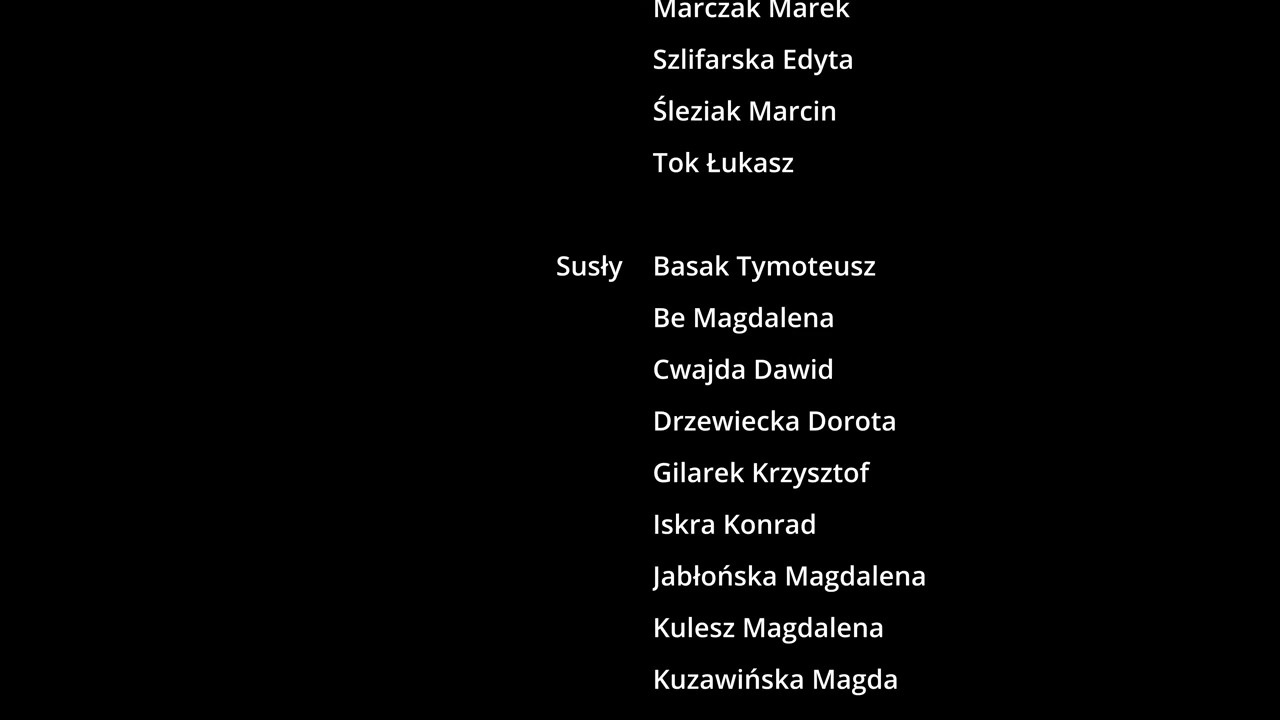 Marczak Marek
Szlifarska Edyta
Śleziak Marcin
Tok Łukasz
Susły Basak Tymoteusz
Be Magdalena
Cwajda Dawid
Drzewiecka Dorota
Gilarek Krzysztof
Iskra Konrad
Jabłońska Magdalena
Kulesz Magdalena
Kuzawińska Magda